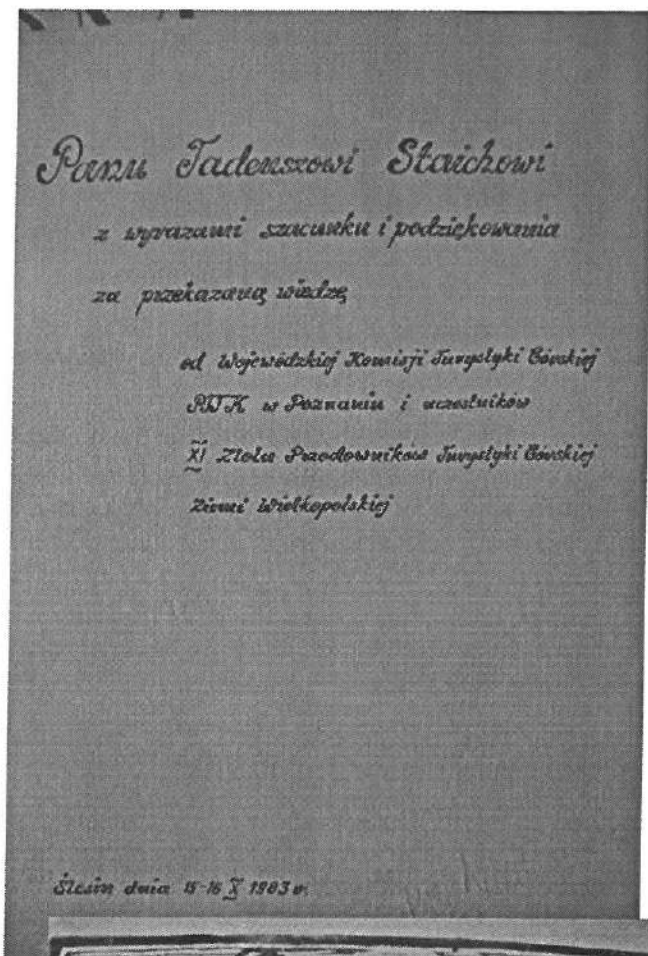 Panu Tadeuszowi Staichowi
z wyrazami szacunku i podziękowania
za przekazaną wiedzę
od Wojewódzkiej Komisji Turystyki Górskiej
PTTK w Poznaniu i uczestników
XI Zlotu Przodowników Turystyki Górskiej
Ziemi Wielkopolskiej
Ślesin dnia 15-16 X 1983 r.